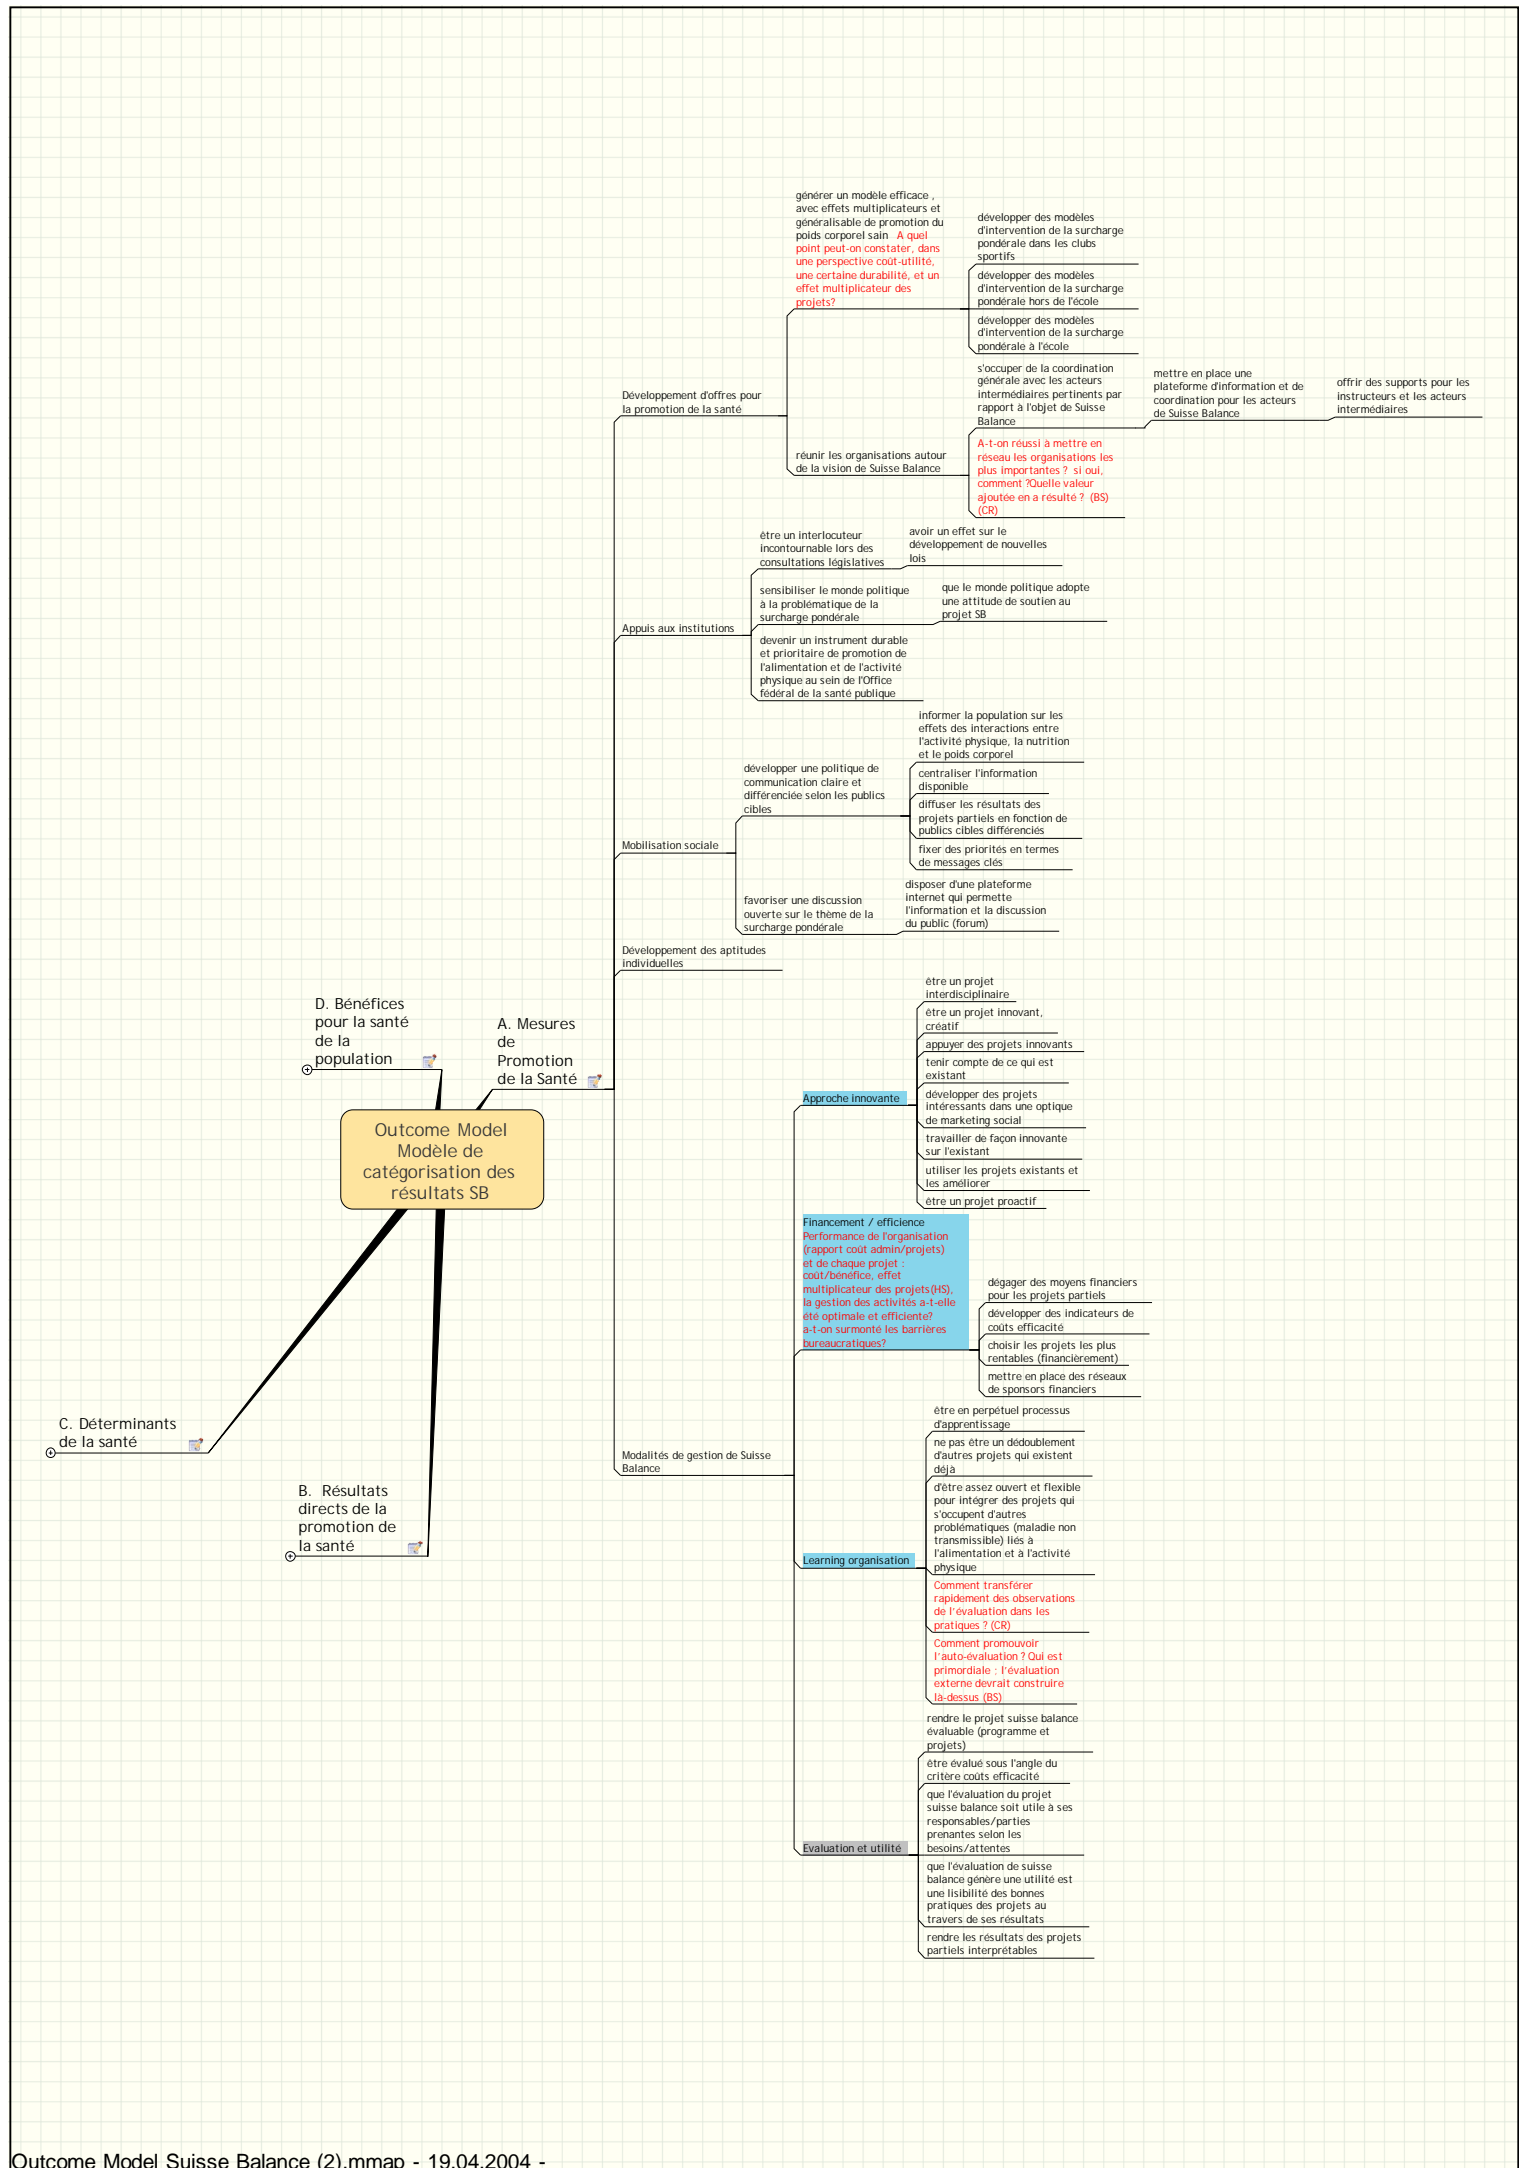 générer un modèle efficace ,
avec effets multiplicateurs et
généralisable de promotion du
poids corporel sain A quel
point peut-on constater, dans
une perspective coût-utilité,
une certaine durabilité, et un
effet multiplicateur des
projets?
développer des modèles
d'intervention de la surcharge
pondérale dans les clubs
sportifs
développer des modèles
d'intervention de la surcharge
pondérale hors de l'école
développer des modèles
d'intervention de la surcharge
pondérale à l'école
Développement d'offres pour
la promotion de la santé
réunir les organisations autour
de la vision de Suisse Balance
s'occuper de la coordination
générale avec les acteurs
intermédiaires pertinents par
rapport à l'objet de Suisse
Balance
mettre en place une
plateforme d'information et de
coordination pour les acteurs
de Suisse Balance
offrir des supports pour les
instructeurs et les acteurs
intermédiaires
A-t-on réussi à mettre en
réseau les organisations les
plus importantes ? si oui,
comment ?Quelle valeur
ajoutée en a résulté ? (BS)
(CR)
être un interlocuteur
incontournable lors des
consultations législatives
avoir un effet sur le
développement de nouvelles
lois
sensibiliser le monde politique
à la problématique de la
surcharge pondérale
que le monde politique adopte
une attitude de soutien au
projet SB
Appuis aux institutions
devenir un instrument durable
et prioritaire de promotion de
l'alimentation et de l'activité
physique au sein de l'Office
fédéral de la santé publique
informer la population sur les
effets des interactions entre
l'activité physique, la nutrition
et le poids corporel
développer une politique de
communication claire et
différenciée selon les publics
cibles
centraliser l'information
disponible
diffuser les résultats des
projets partiels en fonction de
publics cibles différenciés
fixer des priorités en termes
de messages clés
Mobilisation sociale
favoriser une discussion
ouverte sur le thème de la
surcharge pondérale
disposer d'une plateforme
internet qui permette
l'information et la discussion
du public (forum)
Développement des aptitudes
individuelles
D. Bénéfices
pour la santé
de la
population
A. Mesures
de
Promotion
de la Santé
être un projet
interdisciplinaire
être un projet innovant,
créatif
appuyer des projets innovants
tenir compte de ce qui est
existant
Approche innovante
développer des projets
intéressants dans une optique
de marketing social
travailler de façon innovante
sur l'existant
utiliser les projets existants et
les améliorer
être un projet proactif
Outcome Model
Modèle de
catégorisation des
résultats SB
Financement / efficience
Performance de l'organisation
(rapport coût admin/projets)
et de chaque projet :
coût/bénéfice, effet
multiplicateur des projets(HS),
la gestion des activités a-t-elle
été optimale et efficiente?
a-t-on surmonté les barrières
bureaucratiques?
dégager des moyens financiers
pour les projets partiels
développer des indicateurs de
coûts efficacité
choisir les projets les plus
rentables (financièrement)
mettre en place des réseaux
de sponsors financiers
C. Déterminants
de la santé
Modalités de gestion de Suisse
Balance
être en perpétuel processus
d'apprentissage
ne pas être un dédoublement
d'autres projets qui existent
déjà
d'être assez ouvert et flexible
pour intégrer des projets qui
s'occupent d'autres
problématiques (maladie non
transmissible) liés à
l'alimentation et à l'activité
physique
B. Résultats
directs de la
promotion de
la santé
Learning organisation
Comment transférer
rapidement des observations
de l'évaluation dans les
pratiques ? (CR)
Comment promouvoir
l'auto-évaluation ? Qui est
primordiale ; l'évaluation
externe devrait construire
là-dessus (BS)
rendre le projet suisse balance
évaluable (programme et
projets)
être évalué sous l'angle du
critère coûts efficacité
que l'évaluation du projet
suisse balance soit utile à ses
responsables/parties
prenantes selon les
besoins/attentes
Evaluation et utilité
que l'évaluation de suisse
balance génère une utilité est
une lisibilité des bonnes
pratiques des projets au
travers de ses résultats
rendre les résultats des projets
partiels interprétables
Outcome Model Suisse Balance (2).mmap - 19.04.2004 -